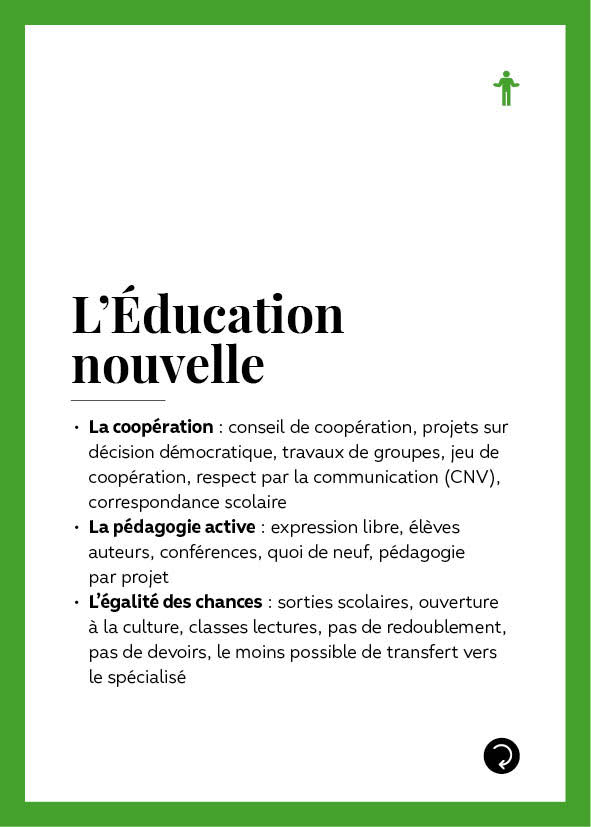 L’Éducation
nouvelle
• La coopération : conseil de coopération, projets sur
décision démocratique, travaux de groupes, jeu de
coopération, respect par la communication (CNV),
correspondance scolaire
• La pédagogie active : expression libre, élèves
auteurs, conférences, quoi de neuf, pédagogie
par projet
• L’égalité des chances : sorties scolaires, ouverture
à la culture, classes lectures, pas de redoublement,
pas de devoirs, le moins possible de transfert vers
le spécialisé